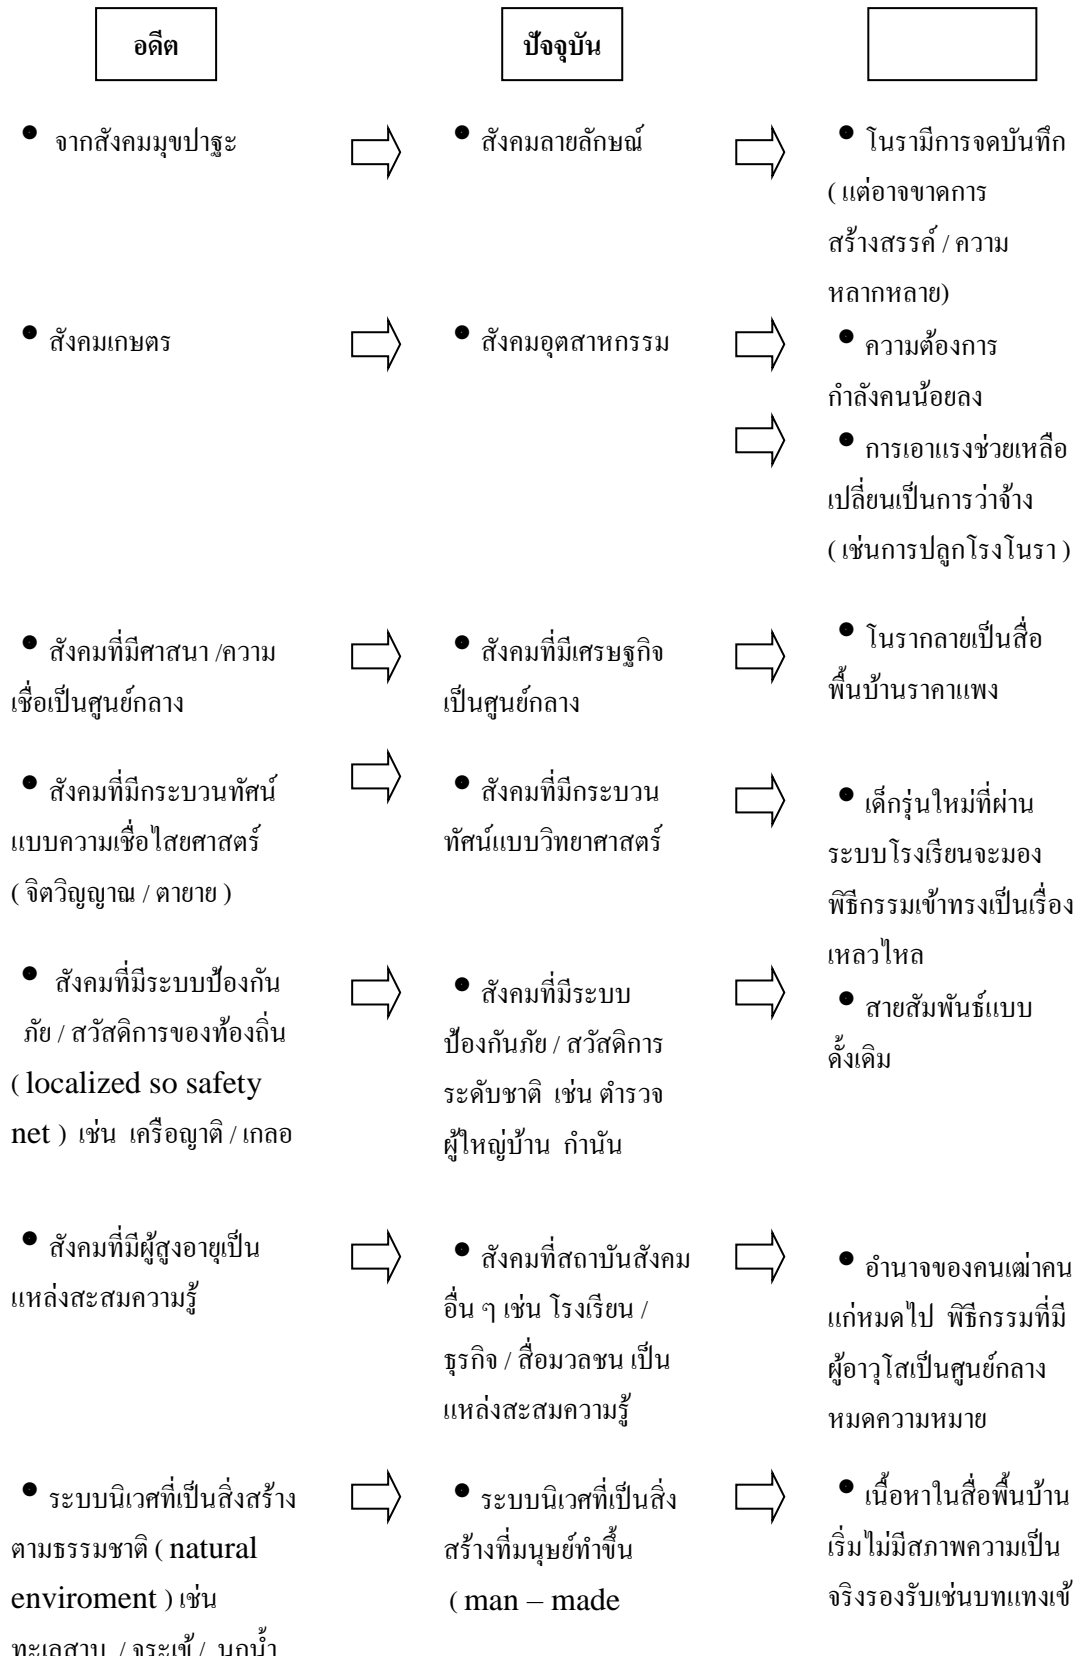 อดีต
ปัจจุบัน
● จากสังคมมุขปาฐะ
● สังคมลายลักษณ์
● โนรามีการจดบันทึก
( แต่อาจขาดการ
สร้างสรรค์ / ความ
หลากหลาย)
● สังคมเกษตร
● สังคมอุตสาหกรรม
● ความต้องการ
กำลังคนน้อยลง
● การเอาแรงช่วยเหลือ
เปลี่ยนเป็นการว่าจ้าง
( เช่นการปลูกโรงโนรา )
● สังคมที่มีศาสนา /ความ
เชื่อเป็นศูนย์กลาง
● สังคมที่มีเศรษฐกิจ
เป็นศูนย์กลาง
● โนรากลายเป็นสื่อ
พื้นบ้านราคาแพง
● สังคมที่มีกระบวนทัศน์
แบบความเชื่อไสยศาสตร์
( จิตวิญญาณ / ตายาย )
● สังคมที่มีกระบวน
ทัศน์แบบวิทยาศาสตร์
● เด็กรุ่นใหม่ที่ผ่าน
ระบบโรงเรียนจะมอง
พิธีกรรมเข้าทรงเป็นเรื่อง
เหลวไหล
● สังคมที่มีระบบป้องกัน
ภัย / สวัสดิการของท้องถิ่น
( localized so safety
net ) เช่น เครือญาติ / เกลอ
● สังคมที่มีระบบ
ป้องกันภัย / สวัสดิการ
ระดับชาติ เช่น ตำรวจ
ผู้ใหญ่บ้าน กำนัน
● สายสัมพันธ์แบบ
ดั้งเดิม
● สังคมที่มีผู้สูงอายุเป็น
แหล่งสะสมความรู้
● สังคมที่สถาบันสังคม
อื่น ๆ เช่น โรงเรียน /
ธุรกิจ / สื่อมวลชน เป็น
แหล่งสะสมความรู้
● อำนาจของคนเฒ่าคน
แก่หมดไป พิธีกรรมที่มี
ผู้อาวุโสเป็นศูนย์กลาง
หมดความหมาย
● ระบบนิเวศที่เป็นสิ่งสร้าง
ตามธรรมชาติ ( natural
enviroment ) เช่น
ทะเลสาบ / จระเข้ / นกน้ำ
● ระบบนิเวศที่เป็นสิ่ง
สร้างที่มนุษย์ทำขึ้น
( man – made
● เนื้อหาในสื่อพื้นบ้าน
เริ่มไม่มีสภาพความเป็น
จริงรองรับเช่นบทแทงเข้